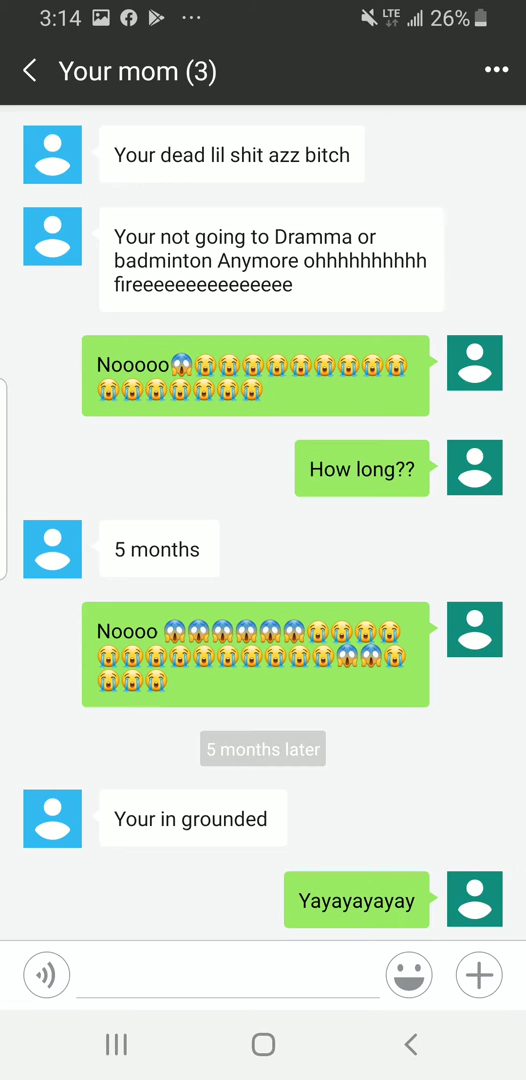 3:14 LTE 26%
Your mom (3)
Your dead lil shit azz bitch
Your not going to Dramma or
badminton Anymore ohhhhhhhhhh
fireeeeeeeeeeeeeee
Nooooo😱😭😭😭😭😭😭😭😭😭
😭😭😭😭😭😭😭
How long??
5 months
Noooo 😱😱😱😱😱😱😭😭😭😭
😭😭😭😭😭😭😭😭😭😭😱😱😭
😭😭😭
5 months later
Your in grounded
Yayayayayay